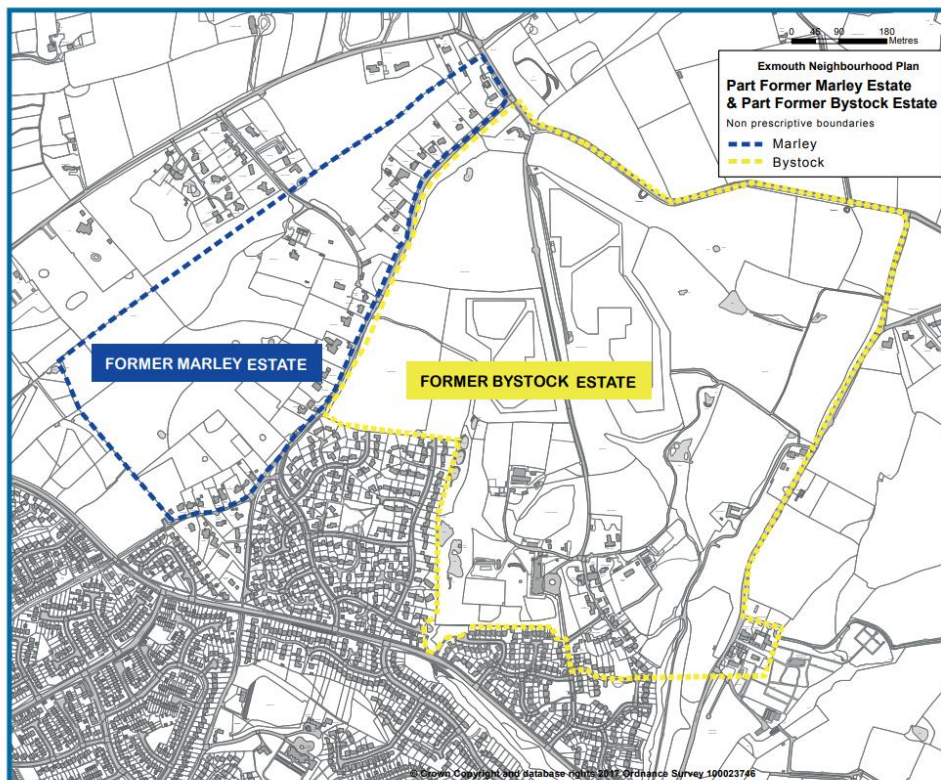 0 45 90 180
Metres
Exmouth Neighbourhood Plan
Part Former Marley Estate
& Part Former Bystock Estate
Non prescriptive boundaries
Marley
Bystock
FORMER MARLEY ESTATE
FORMER BYSTOCK ESTATE
© Crown Copyright and database rights 2017 Ordnance Survey 100023746